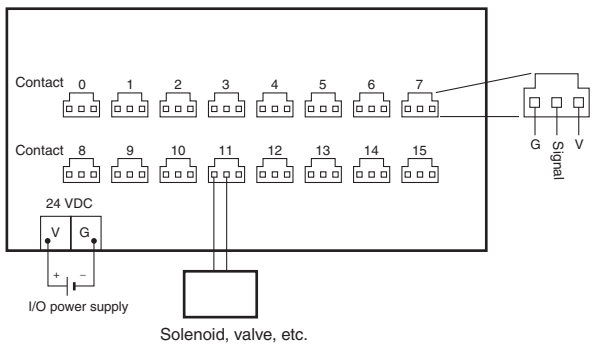 Contact 0 1 2 3 4 5 6 7
G Signal V
Contact 8 9 10 11 12 13 14 15
24 VDC
V G
+ −
I/O power supply
Solenoid, valve, etc.